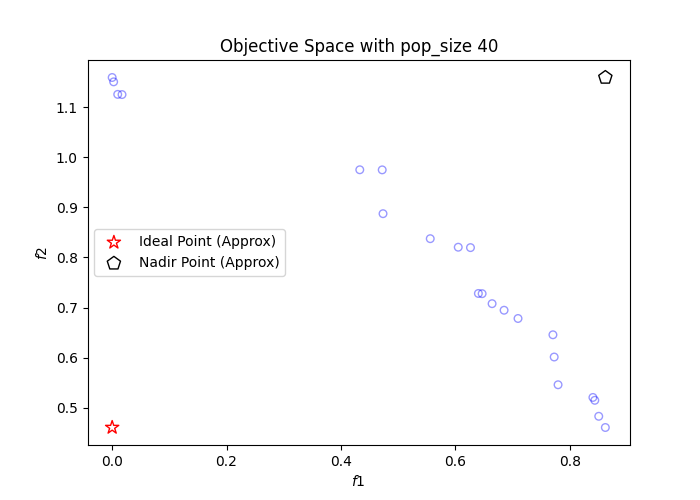 Objective Space with pop_size 40
1.1
1.0
0.9
0.8
0.7
0.6
0.5
f2
Ideal Point (Approx)
Nadir Point (Approx)
0.0 0.2 0.4 0.6 0.8
f1